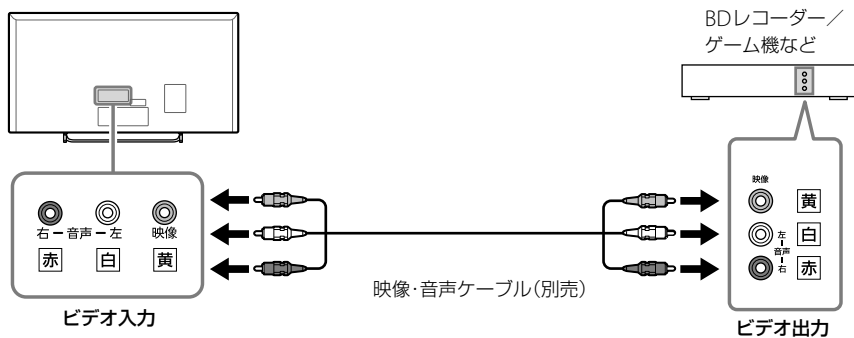 BDレコーダー／
ゲーム機など
右ー音声ー左
映像
赤
白
黄
ビデオ入力
映像・音声ケーブル(別売)
映像
黄
左
音声
右
白
赤
ビデオ出力